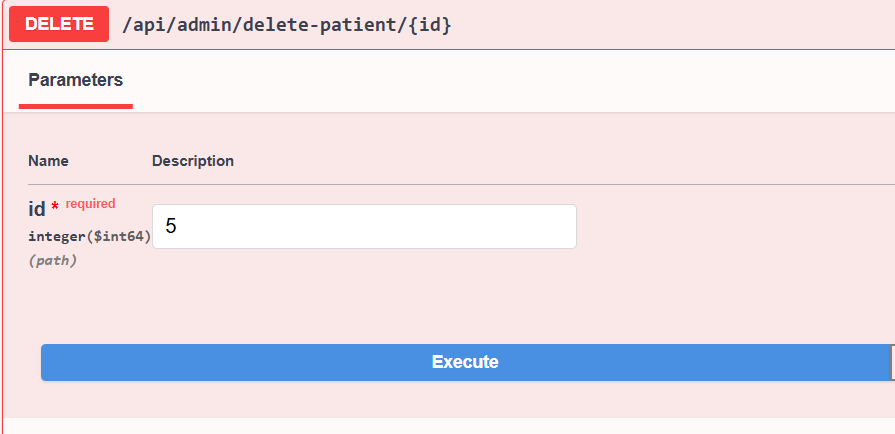 DELETE /api/admin/delete-patient/{id}
Parameters
Name Description
id * required
5
integer($int64)
(path)
Execute